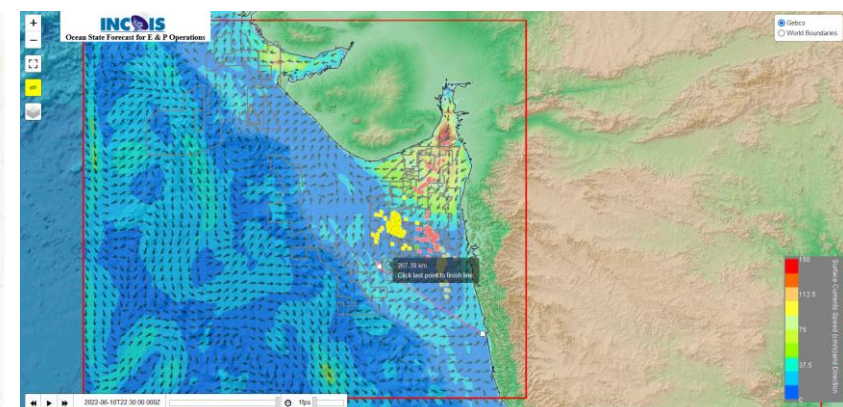 +
−
INCOIS
Ocean State Forecast for E & P Operations
Gebco
World Boundaries
267.39 km
Click last point to finish line
150
112.5
75
37.5
0
Surface Currents Speed (cm/s)and Direction
2022-06-10T22:30:00.000Z
1fps